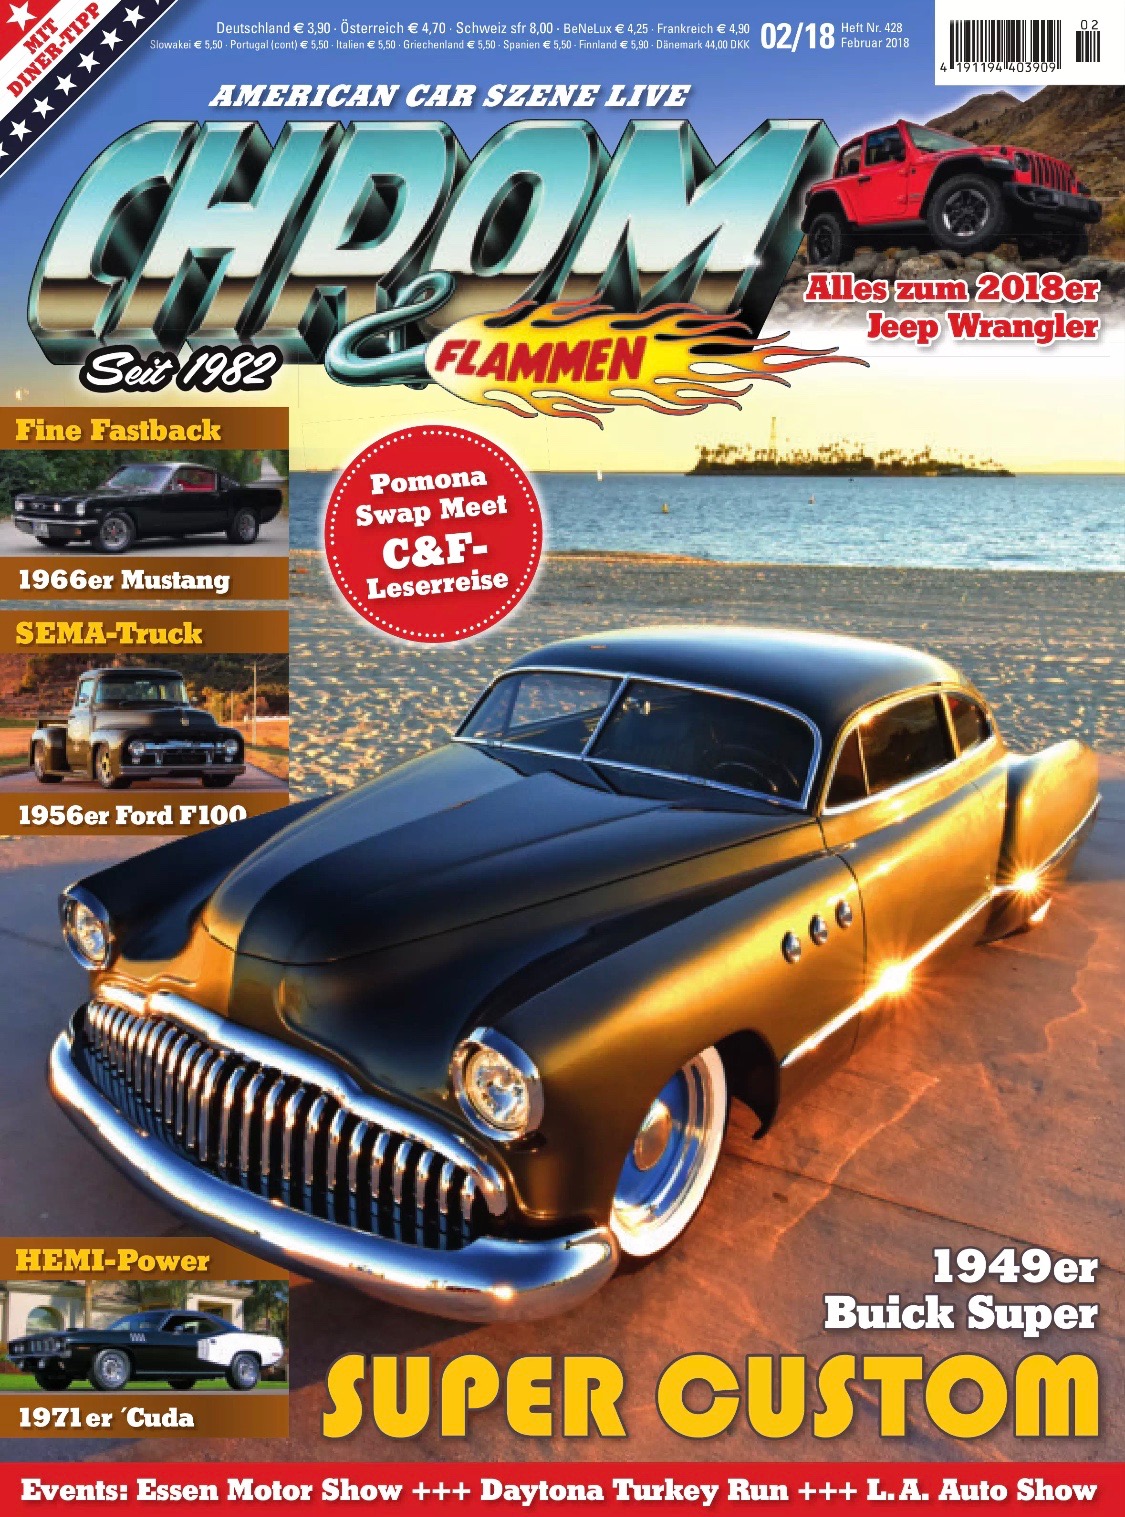 MIT
DINER-TIPP
Deutschland € 3,90 · Österreich € 4,70 · Schweiz sfr 8,00 · BeNeLux € 4,25 · Frankreich € 4,90
Slowakei € 5,50 · Portugal (cont) € 5,50 · Italien € 5,50 · Griechenland € 5,50 · Spanien € 5,50 · Finnland € 5,90 · Dänemark 44,00 DKK
02/18
Heft Nr. 428
Februar 2018
02
4 191194 403909
AMERICAN CAR SZENE LIVE
CHROM
& FLAMMEN
Seit 1982
Alles zum 2018er
Jeep Wrangler
Fine Fastback
1966er Mustang
Pomona
Swap Meet
C&F-
Leserreise
SEMA-Truck
1956er Ford F100
HEMI-Power
1971er ´Cuda
1949er
Buick Super
SUPER CUSTOM
Events: Essen Motor Show +++ Daytona Turkey Run +++ L.A. Auto Show